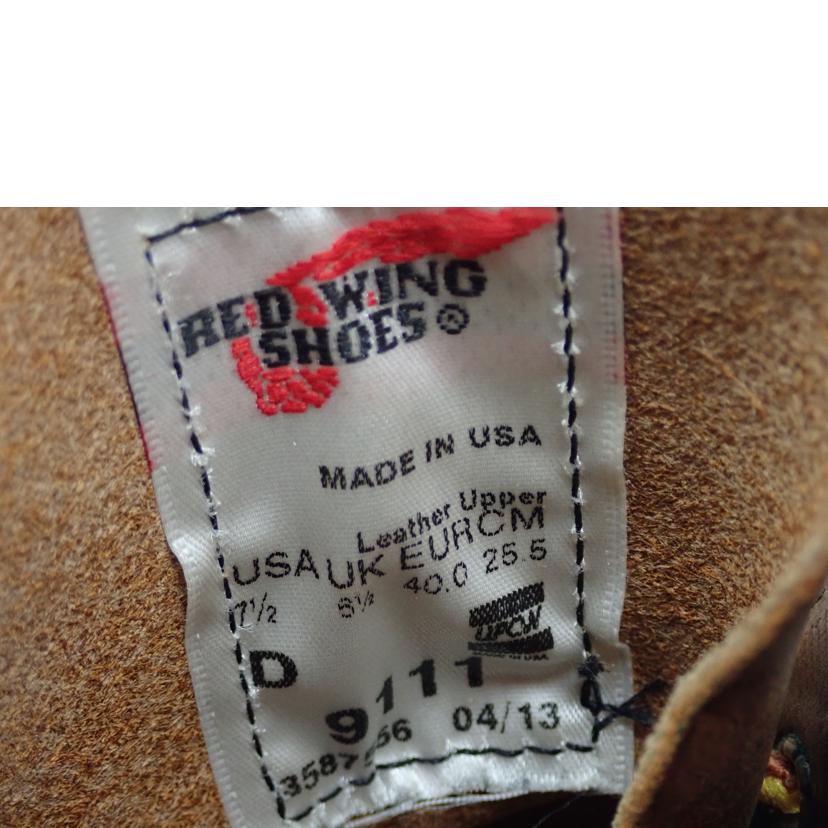 RED WING
SHOES®
MADE IN USA
Leather Upper
USA UK EUR CM
7½ 6½ 40.0 25.5
UFCW
D
9111
04/13